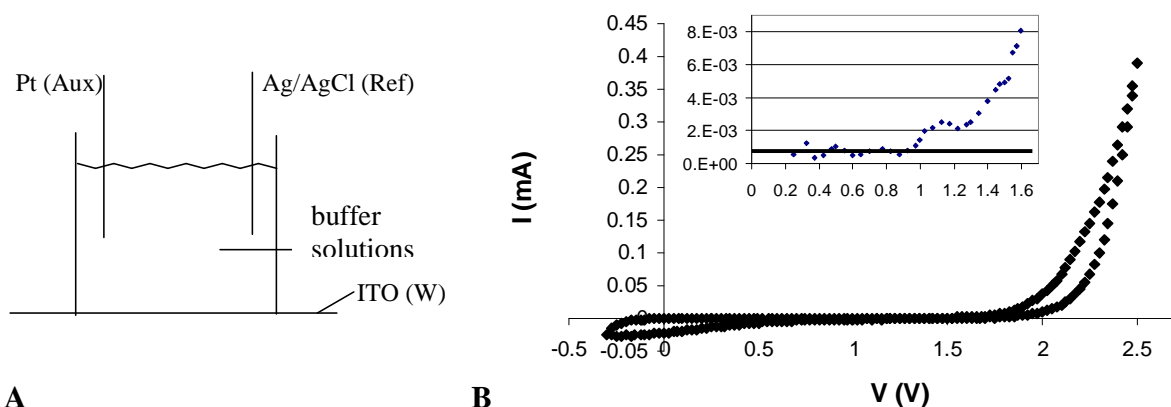 Pt (Aux)
Ag/AgCl (Ref)
buffer
solutions
ITO (W)
A
B
I (mA)
0.45
0.4
0.35
0.3
0.25
0.2
0.15
0.1
0.05
0
-0.05
-0.5
0
0.5
1
1.5
2
2.5
V (V)
8.E-03
6.E-03
4.E-03
2.E-03
0.E+00
0 0.2 0.4 0.6 0.8 1 1.2 1.4 1.6